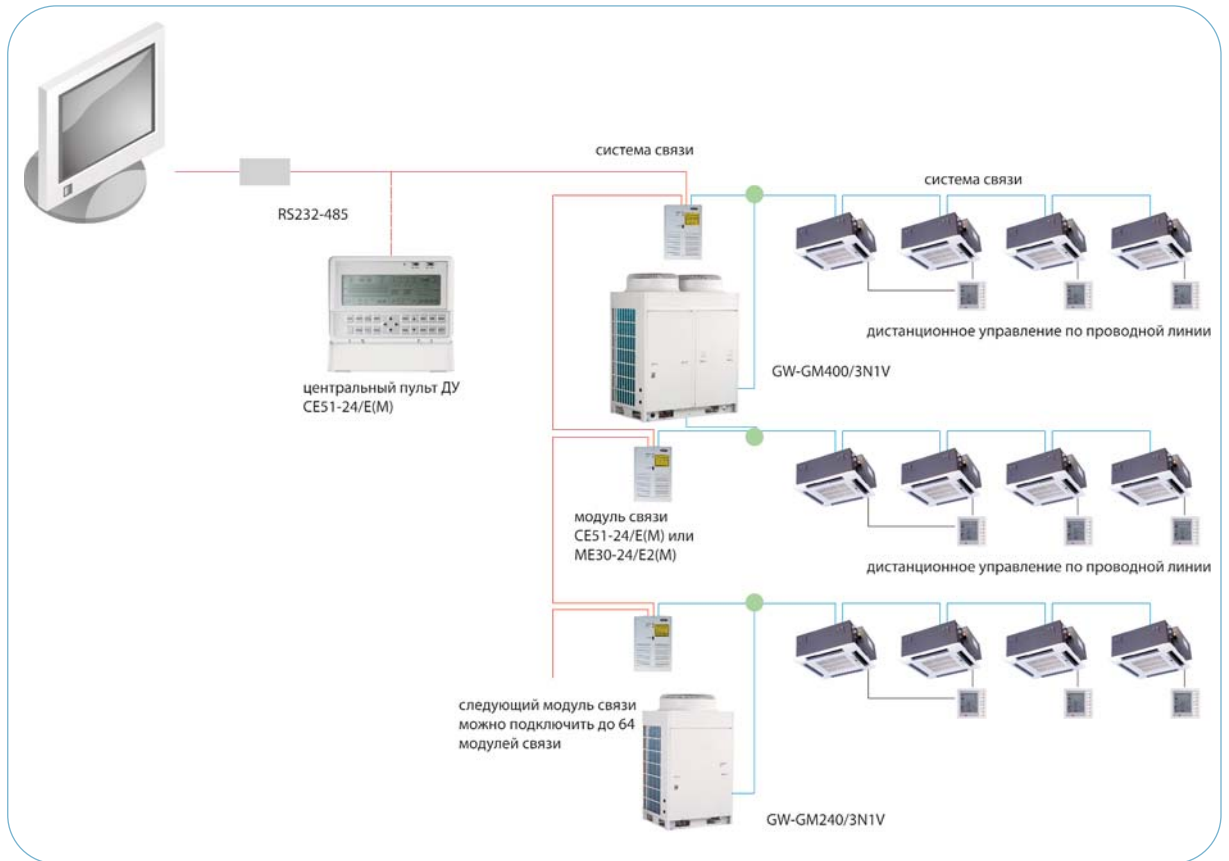 система связи
система связи
RS232-485
дистанционное управление по проводной линии
GW-GM400/3N1V
центральный пульт ДУ
CE51-24/E(M)
модуль связи
CE51-24/E(M) или
ME30-24/E2(M)
дистанционное управление по проводной линии
следующий модуль связи
можно подключить до 64
модулей связи
GW-GM240/3N1V